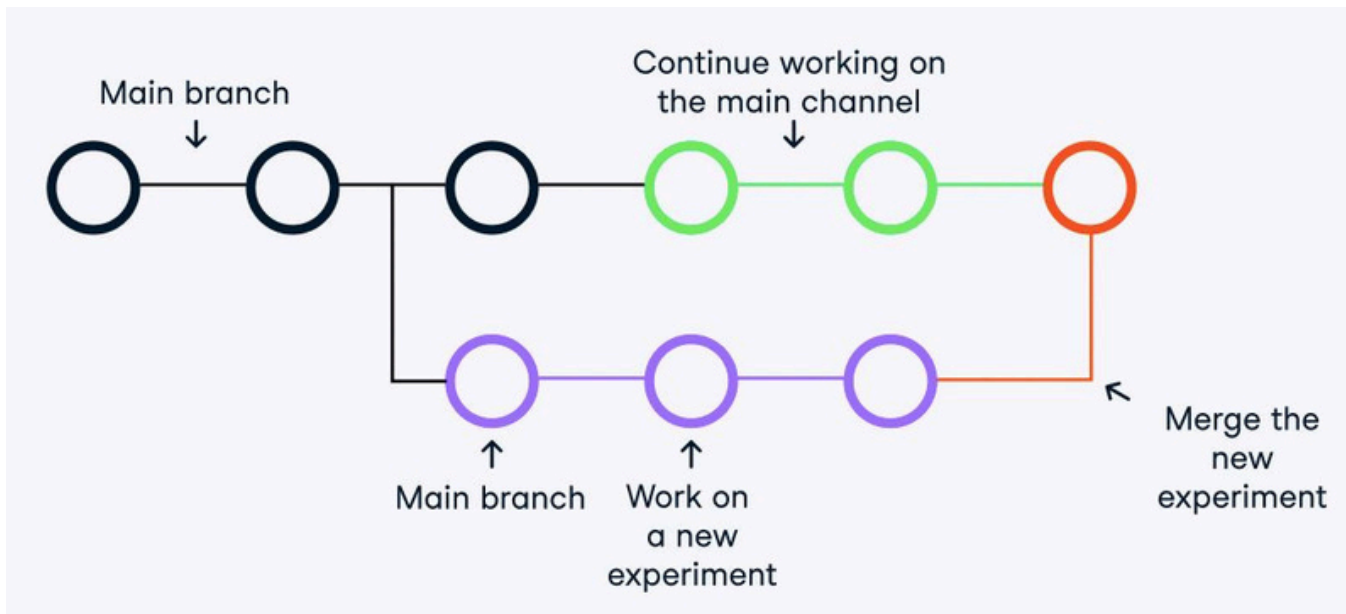 Main branch
Continue working on
the main channel
Main branch
Work on
a new
experiment
Merge the
new
experiment